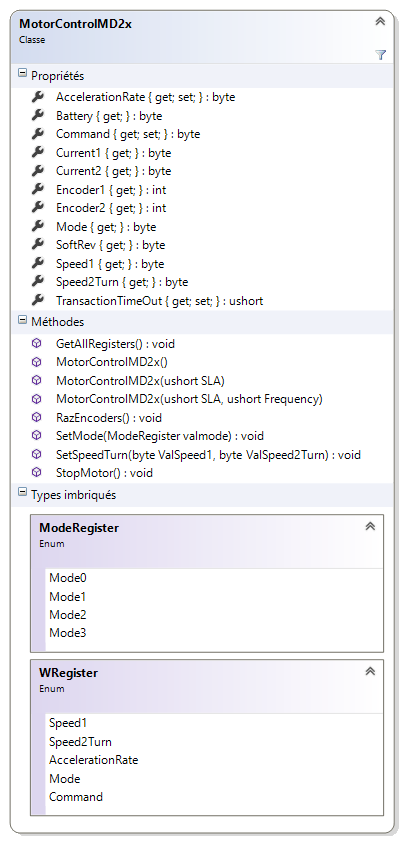 MotorControlMD2x
Classe
Propriétés
AccelerationRate { get; set; } : byte
Battery { get; } : byte
Command { get; set; } : byte
Current1 { get; } : byte
Current2 { get; } : byte
Encoder1 { get; } : int
Encoder2 { get; } : int
Mode { get; } : byte
SoftRev { get; } : byte
Speed1 { get; } : byte
Speed2Turn { get; } : byte
TransactionTimeOut { get; set; } : ushort
Méthodes
GetAllRegisters() : void
MotorControlMD2x()
MotorControlMD2x(ushort SLA)
MotorControlMD2x(ushort SLA, ushort Frequency)
RazEncoders() : void
SetMode(ModeRegister valmode) : void
SetSpeedTurn(byte ValSpeed1, byte ValSpeed2Turn) : void
StopMotor() : void
Types imbriqués
ModeRegister
Enum
Mode0
Mode1
Mode2
Mode3
WRegister
Enum
Speed1
Speed2Turn
AccelerationRate
Mode
Command